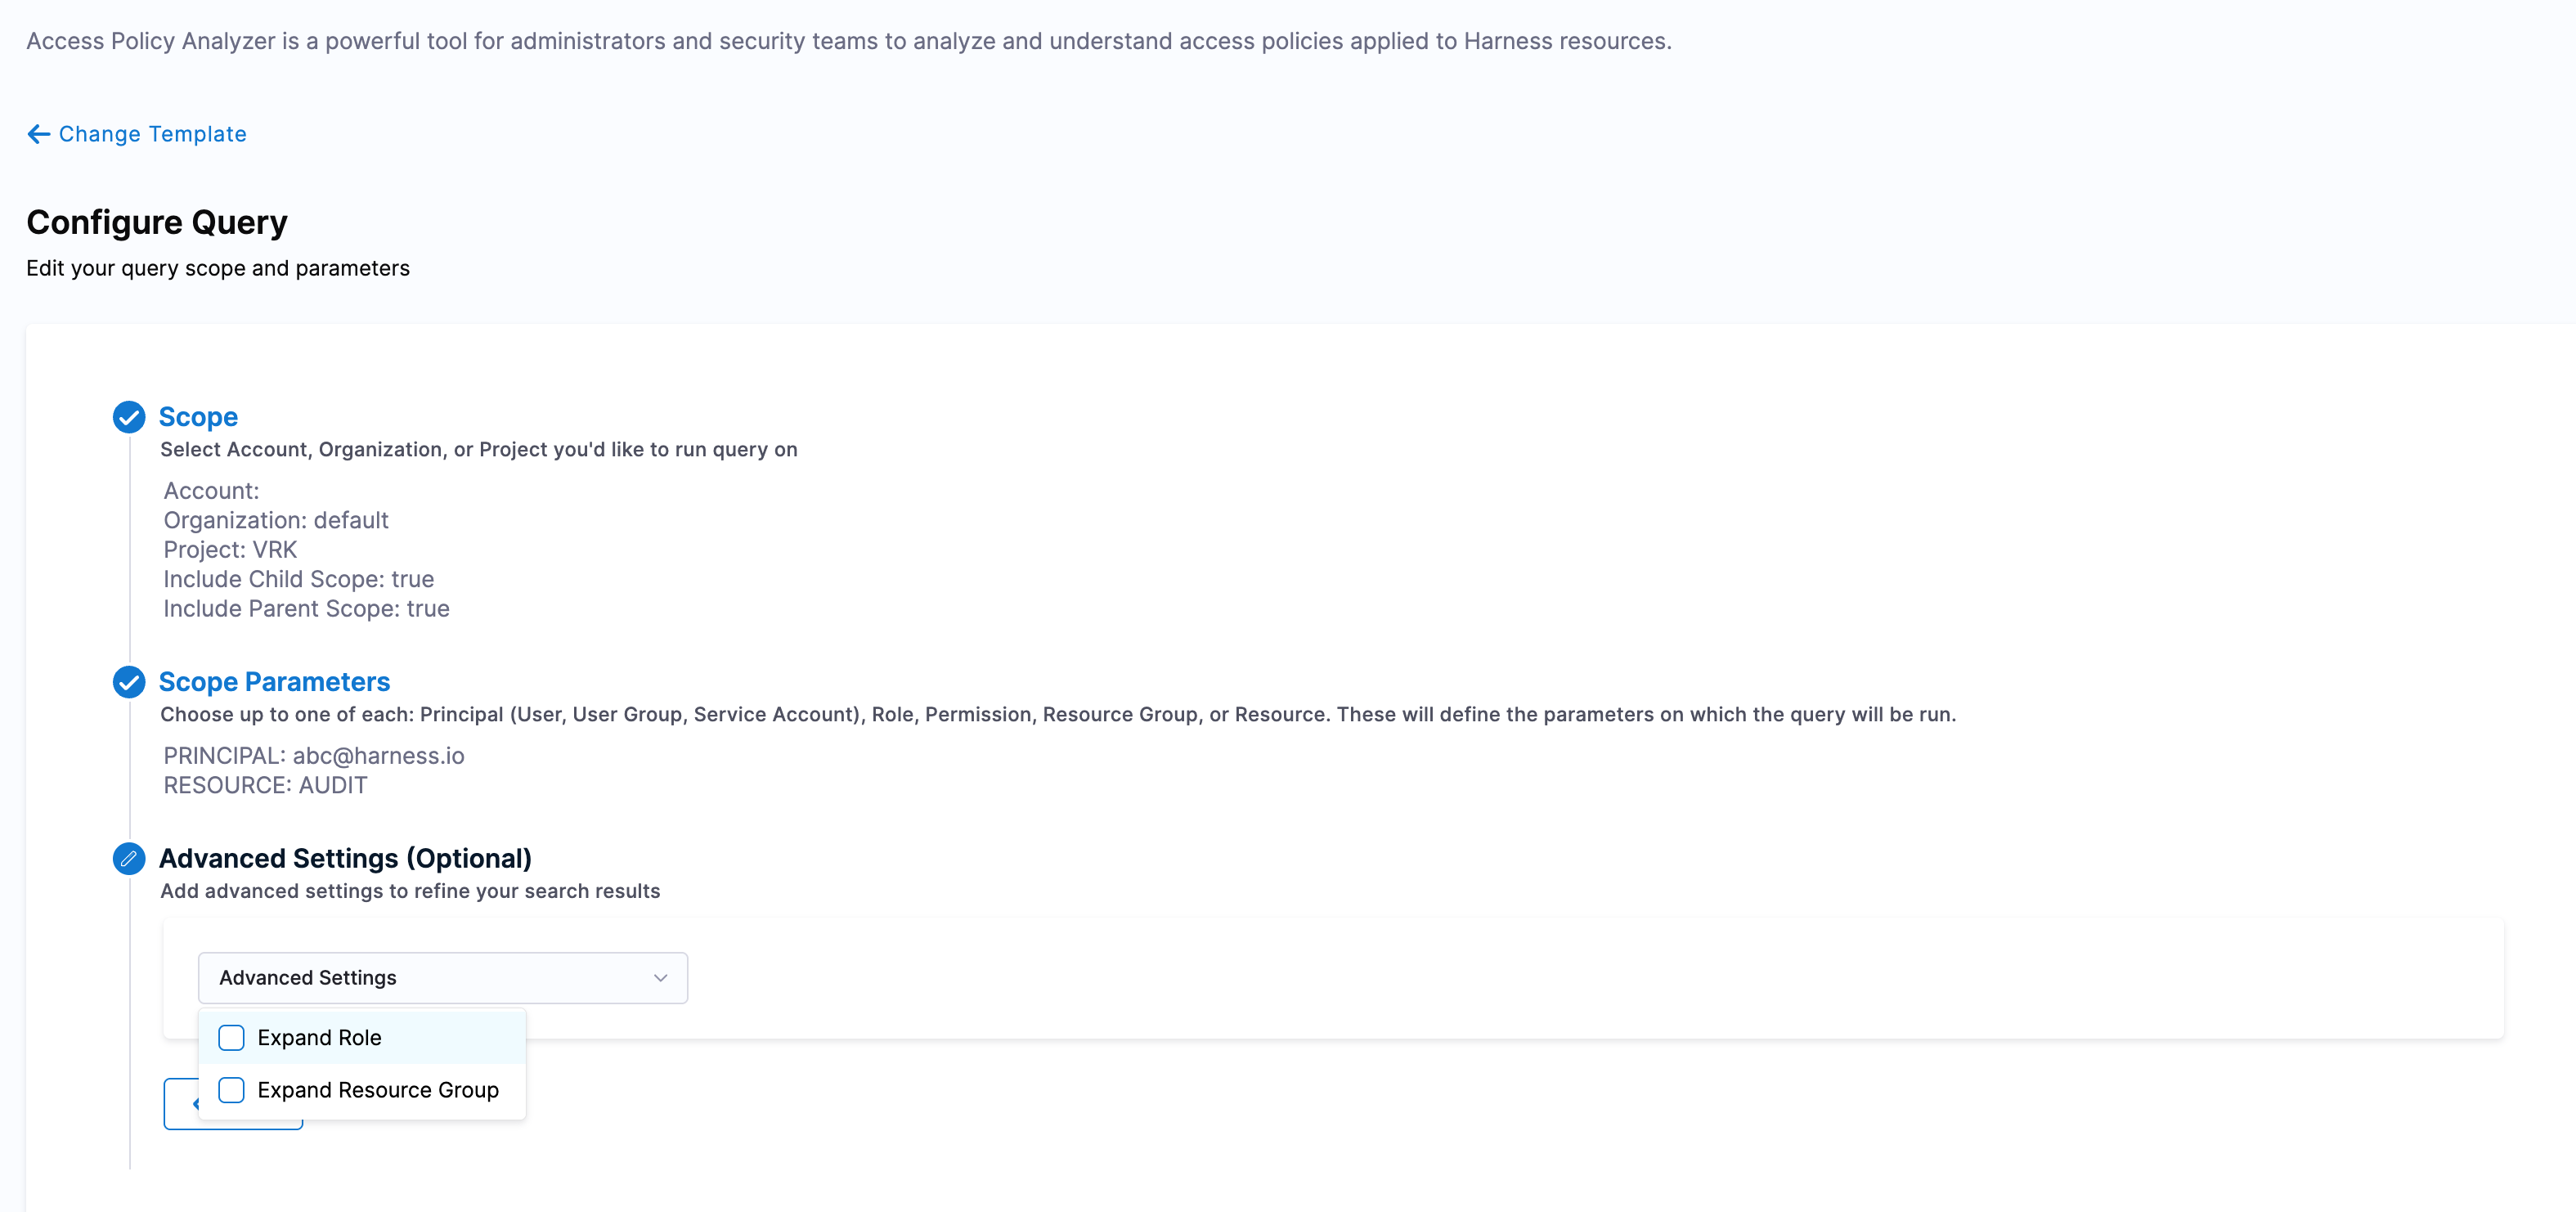 Access Policy Analyzer is a powerful tool for administrators and security teams to analyze and understand access policies applied to Harness resources.
Change Template
Configure Query
Edit your query scope and parameters
Scope
Select Account, Organization, or Project you'd like to run query on
Account:
Organization: default
Project: VRK
Include Child Scope: true
Include Parent Scope: true
Scope Parameters
Choose up to one of each: Principal (User, User Group, Service Account), Role, Permission, Resource Group, or Resource. These will define the parameters on which the query will be run.
PRINCIPAL: abc@harness.io
RESOURCE: AUDIT
Advanced Settings (Optional)
Add advanced settings to refine your search results
Advanced Settings
Expand Role
Expand Resource Group